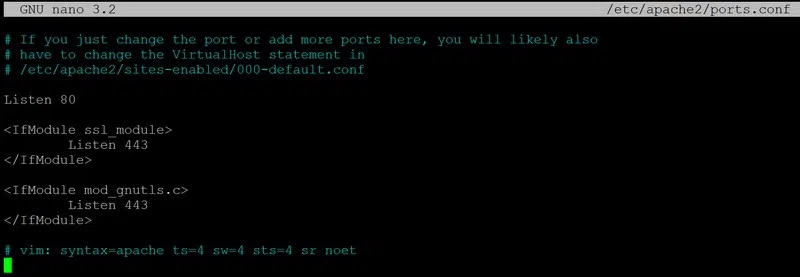 GNU nano 3.2 /etc/apache2/ports.conf
# If you just change the port or add more ports here, you will likely also
# have to change the VirtualHost statement in
# /etc/apache2/sites-enabled/000-default.conf
Listen 80
<IfModule ssl_module>
Listen 443
</IfModule>
<IfModule mod_gnutls.c>
Listen 443
</IfModule>
# vim: syntax=apache ts=4 sw=4 sts=4 sr noet